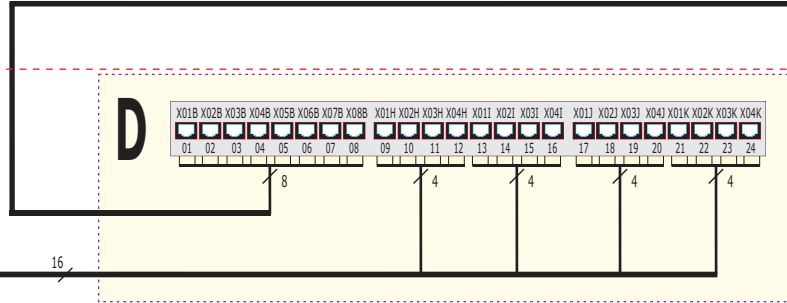 D
X01B X02B X03B X04B X05B X06B X07B X08B X01H X02H X03H X04H X01I X02I X03I X04I X01J X02J X03J X04J X01K X02K X03K X04K
01 02 03 04 05 06 07 08 09 10 11 12 13 14 15 16 17 18 19 20 21 22 23 24
8 4 4 4 4
16